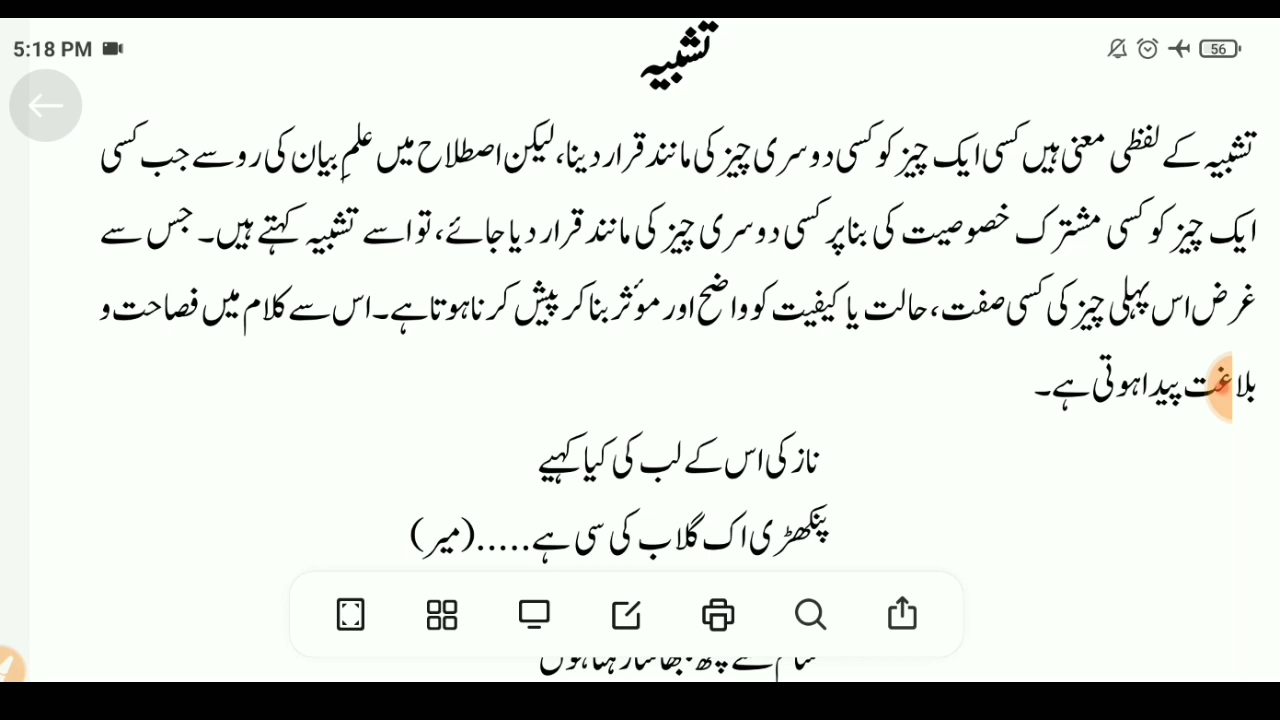 5:18 PM
56
تشبیہ
تشبیہ کے لفظی معنی ہیں کسی ایک چیز کو کسی دوسری چیز کی مانند قرار دینا، لیکن اصطلاح میں علمِ بیان کی رو سے جب کسی
ایک چیز کو کسی مشترک خصوصیت کی بنا پر کسی دوسری چیز کی مانند قرار دیا جائے، تو اسے تشبیہ کہتے ہیں۔ جس سے
غرض اس پہلی چیز کی کسی صفت، حالت یا کیفیت کو واضح اور موٴثر بنا کر پیش کرنا ہوتا ہے۔ اس سے کلام میں فصاحت و
بلاغت پیدا ہوتی ہے۔
ناز کی اس کے لب کی کیا کہیے
پنکھڑی اک گلاب کی سی ہے.....(میر)